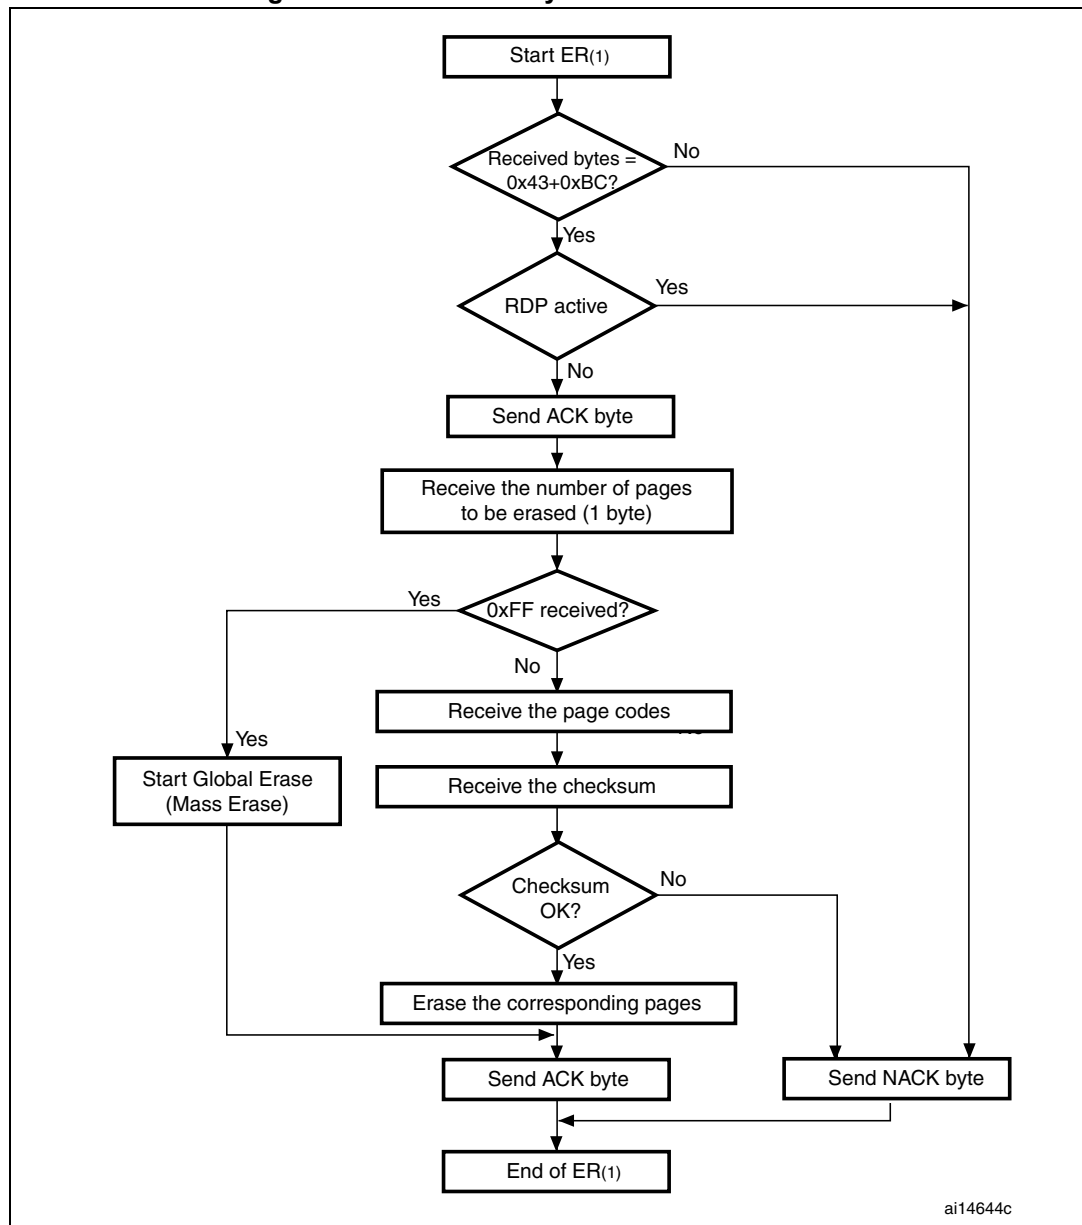 Start ER(1)
Received bytes =
0x43+0xBC?
No
Yes
RDP active
Yes
No
Send ACK byte
Receive the number of pages
to be erased (1 byte)
Yes
0xFF received?
No
Receive the page codes
Yes
Start Global Erase
(Mass Erase)
Receive the checksum
Checksum
OK?
No
Yes
Erase the corresponding pages
Send ACK byte
Send NACK byte
End of ER(1)
ai14644c